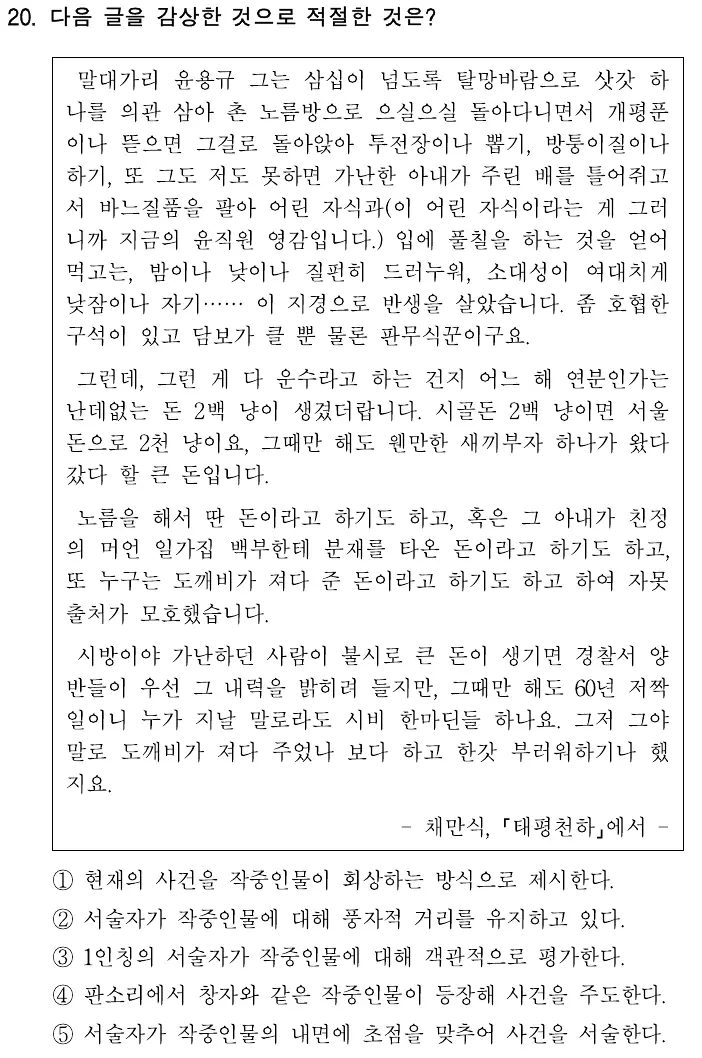 20. 다음 글을 감상한 것으로 적절한 것은?
말대가리 윤용규 그는 삼십이 넘도록 탈망바람으로 삿갓 하
나를 의관 삼아 촌 노름방으로 으실으실 돌아다니면서 개평푼
이나 뜯으면 그걸로 돌아앉아 투전장이나 뽑기, 방퉁이질이나
하기, 또 그도 저도 못하면 가난한 아내가 주린 배를 틀어쥐고
서 바느질품을 팔아 어린 자식과(이 어린 자식이라는 게 그러
니까 지금의 윤직원 영감입니다.) 입에 풀칠을 하는 것을 얻어
먹고는, 밤이나 낮이나 질펀히 드러누워, 소대성이 여대치게
낮잠이나 자기…… 이 지경으로 반생을 살았습니다. 좀 호협한
구석이 있고 담보가 클 뿐 물론 판무식꾼이구요.
그런데, 그런 게 다 운수라고 하는 건지 어느 해 연분인가는
난데없는 돈 2백 냥이 생겼더랍니다. 시골돈 2백 냥이면 서울
돈으로 2천 냥이요, 그때만 해도 웬만한 새끼부자 하나가 왔다
갔다 할 큰 돈입니다.
노름을 해서 딴 돈이라고 하기도 하고, 혹은 그 아내가 친정
의 머언 일가집 백부한테 분재를 타온 돈이라고 하기도 하고,
또 누구는 도깨비가 져다 준 돈이라고 하기도 하고 하여 자못
출처가 모호했습니다.
시방이야 가난하던 사람이 불시로 큰 돈이 생기면 경찰서 양
반들이 우선 그 내력을 밝히려 들지만, 그때만 해도 60년 저짝
일이니 누가 지날 말로라도 시비 한마딘들 하나요. 그저 그야
말로 도깨비가 져다 주었나 보다 하고 한갓 부러워하기나 했
지요.
- 채만식, 「태평천하」에서 -
① 현재의 사건을 작중인물이 회상하는 방식으로 제시한다.
② 서술자가 작중인물에 대해 풍자적 거리를 유지하고 있다.
③ 1인칭의 서술자가 작중인물에 대해 객관적으로 평가한다.
④ 판소리에서 창자와 같은 작중인물이 등장해 사건을 주도한다.
⑤ 서술자가 작중인물의 내면에 초점을 맞추어 사건을 서술한다.